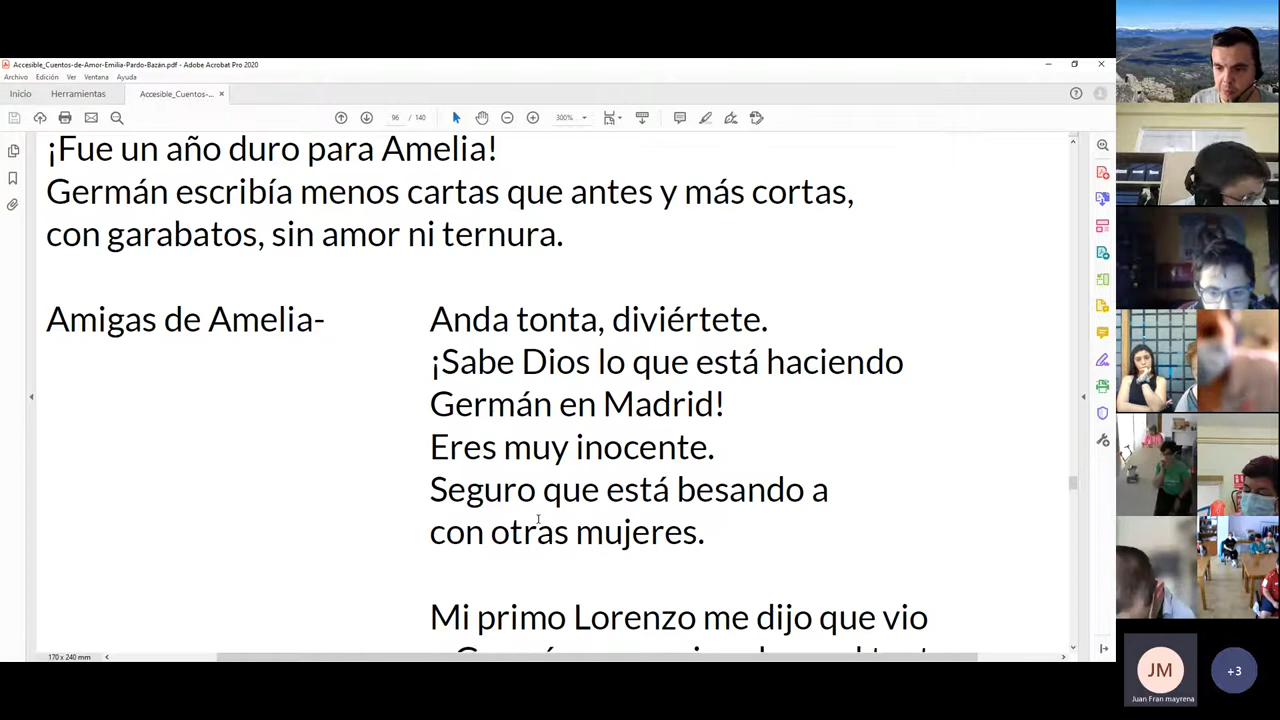 Accesible_Cuentos-de-Amor-Emilia-Pardo-Bazán.pdf - Adobe Acrobat Pro 2020
Archivo Edición Ver Ventana Ayuda
Inicio Herramientas Accesible_Cuentos-...
96 / 140 300%
¡Fue un año duro para Amelia!
Germán escribía menos cartas que antes y más cortas,
con garabatos, sin amor ni ternura.
Amigas de Amelia- Anda tonta, diviértete.
¡Sabe Dios lo que está haciendo
Germán en Madrid!
Eres muy inocente.
Seguro que está besando a
con otras mujeres.
Mi primo Lorenzo me dijo que vio
170 x 240 mm
JM
Juan Fran mayrena
+3